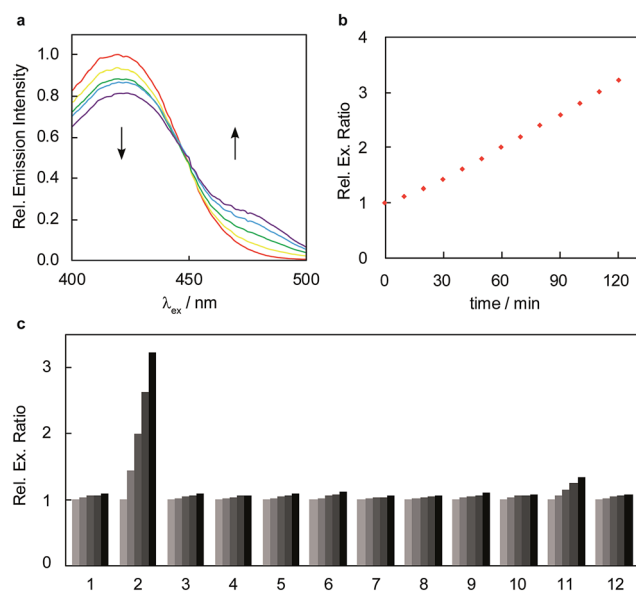 a
1.0
0.8
0.6
0.4
0.2
0.0
Rel. Emission Intensity
400
450
500
λex / nm
b
4
3
2
1
0
Rel. Ex. Ratio
0
30
60
90
120
time / min
c
3
2
1
0
Rel. Ex. Ratio
1 2 3 4 5 6 7 8 9 10 11 12